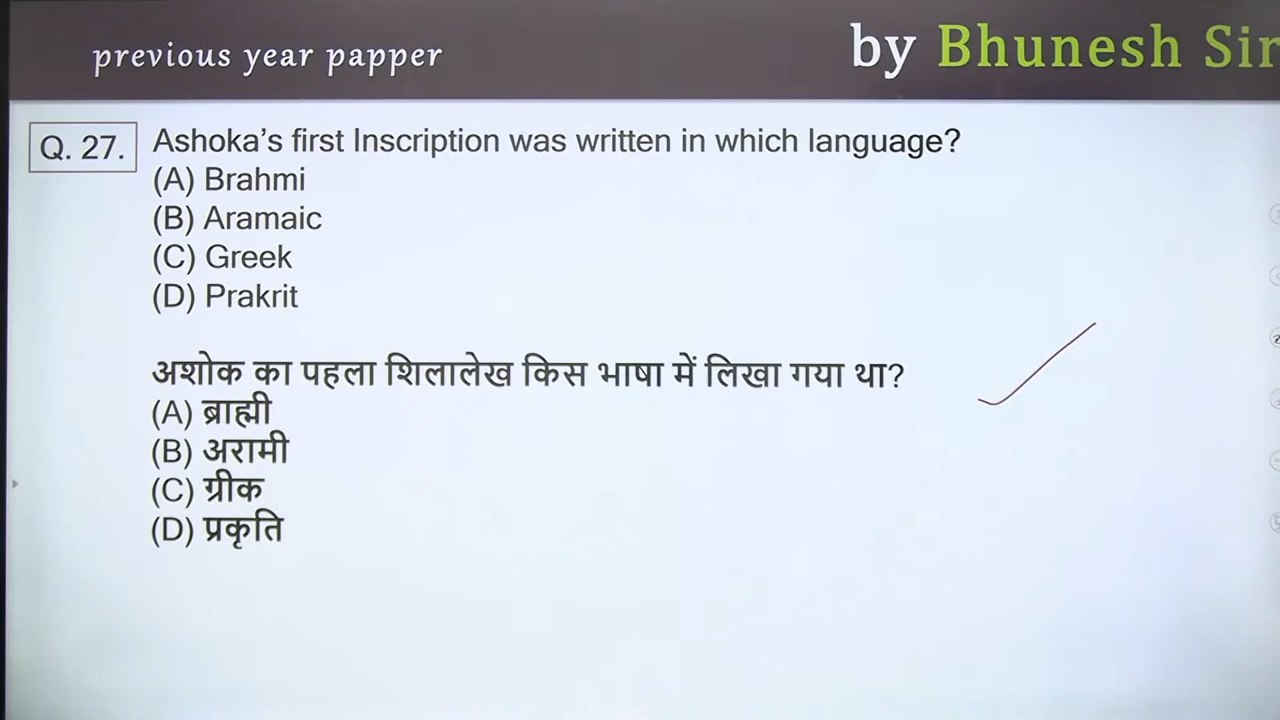 previous year papper
by Bhunesh Sir
Q. 27.
Ashoka's first Inscription was written in which language?
(A) Brahmi
(B) Aramaic
(C) Greek
(D) Prakrit
अशोक का पहला शिलालेख किस भाषा में लिखा गया था?
(A) ब्राह्मी
(B) अरामी
(C) ग्रीक
(D) प्रकृति